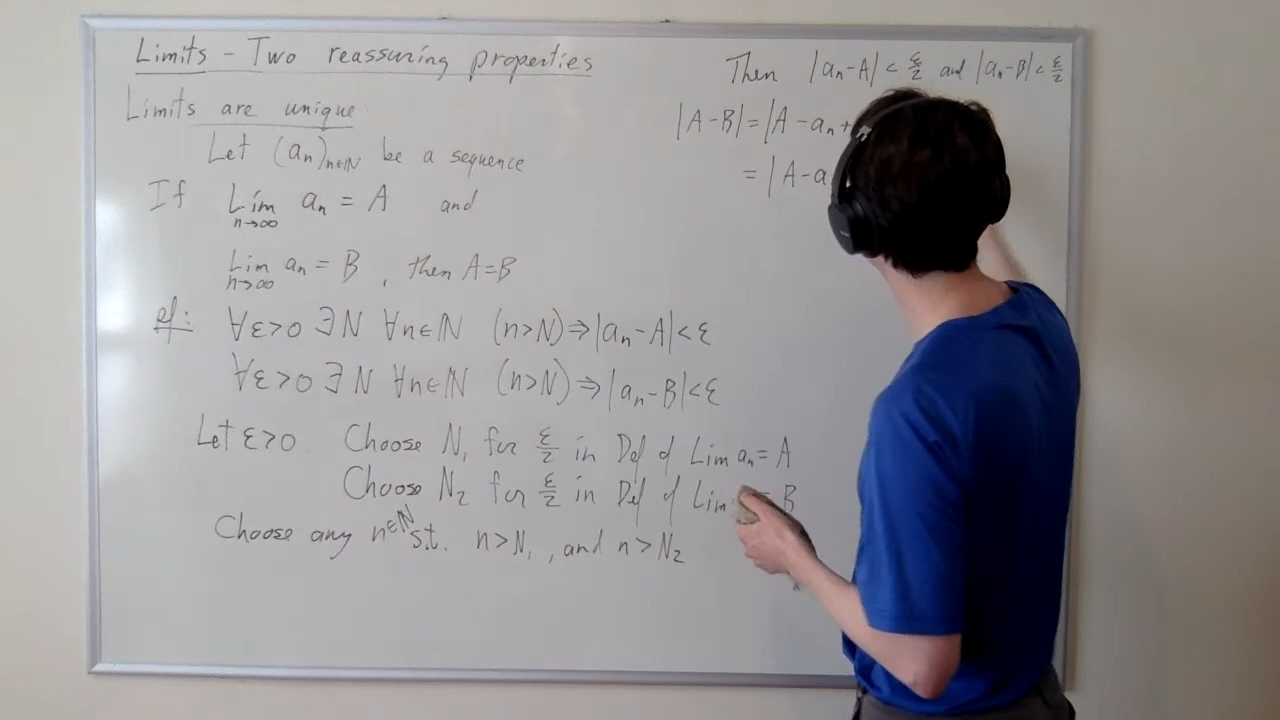 Limits - Two reassuring properties
Limits are unique
Let (aₙ)ₙ∈ℕ be a sequence
If Lim n→∞ aₙ = A and
Lim n→∞ aₙ = B , then A=B
pf: ∀ε>0 ∃N ∀n∈ℕ (n>N)⇒|aₙ-A|<ε
∀ε>0 ∃N ∀n∈ℕ (n>N)⇒|aₙ-B|<ε
Let ε>0 Choose N₁ for ε/2 in Def of Lim aₙ = A
Choose N₂ for ε/2 in Def of Lim = B
Choose any n∈ℕ s.t. n>N₁ , and n>N₂
Then |aₙ-A|<ε/2 and |aₙ-B|<ε/2
|A-B|=|A-aₙ+
=|A-a